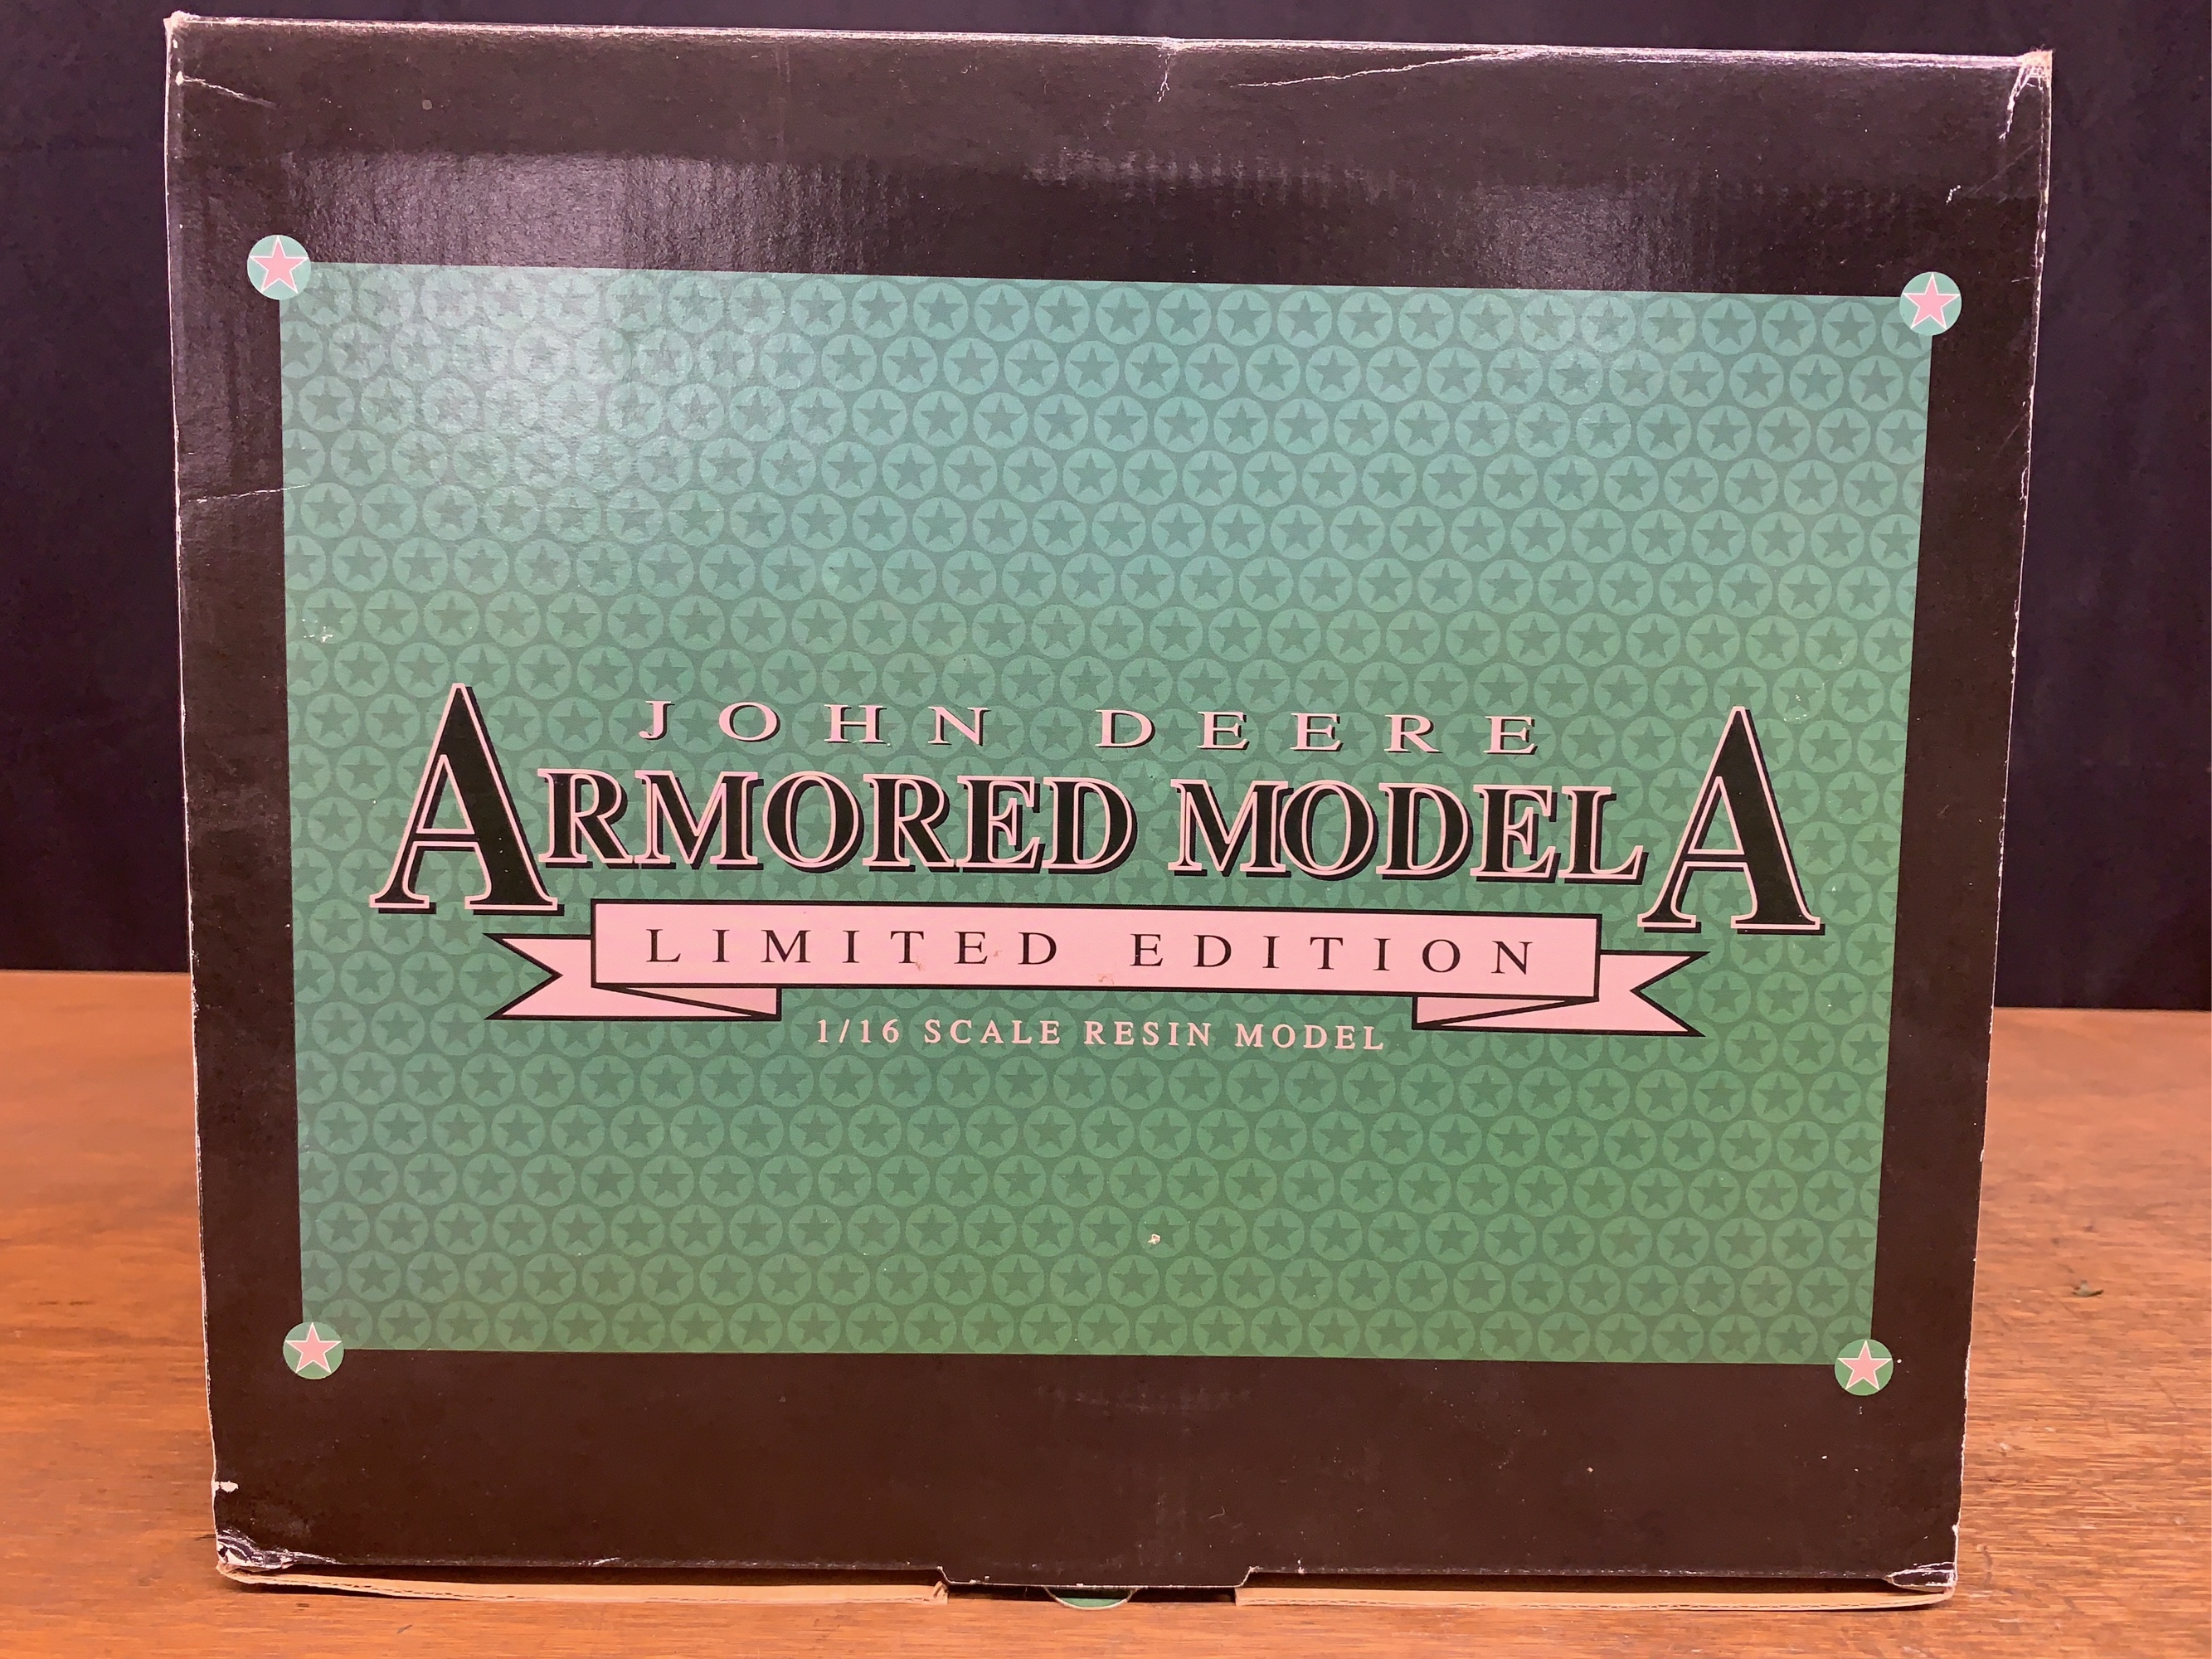 JOHN DEERE
ARMORED MODEL A
LIMITED EDITION
1/16 SCALE RESIN MODEL